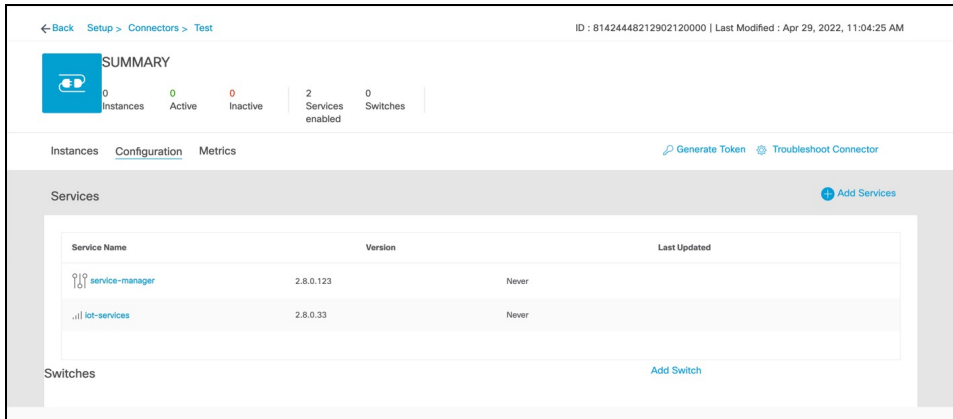 Back Setup > Connectors > Test ID : 81424448212902120000 | Last Modified : Apr 29, 2022, 11:04:25 AM
SUMMARY
0 0 0 2 0
Instances Active Inactive Services Switches
enabled
Instances Configuration Metrics Generate Token Troubleshoot Connector
Services Add Services
Service Name Version Last Updated
service-manager 2.8.0.123 Never
iot-services 2.8.0.33 Never
Switches Add Switch